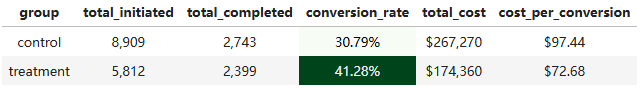 group total_initiated total_completed conversion_rate total_cost cost_per_conversion
control 8,909 2,743 30.79% $267,270 $97.44
treatment 5,812 2,399 41.28% $174,360 $72.68